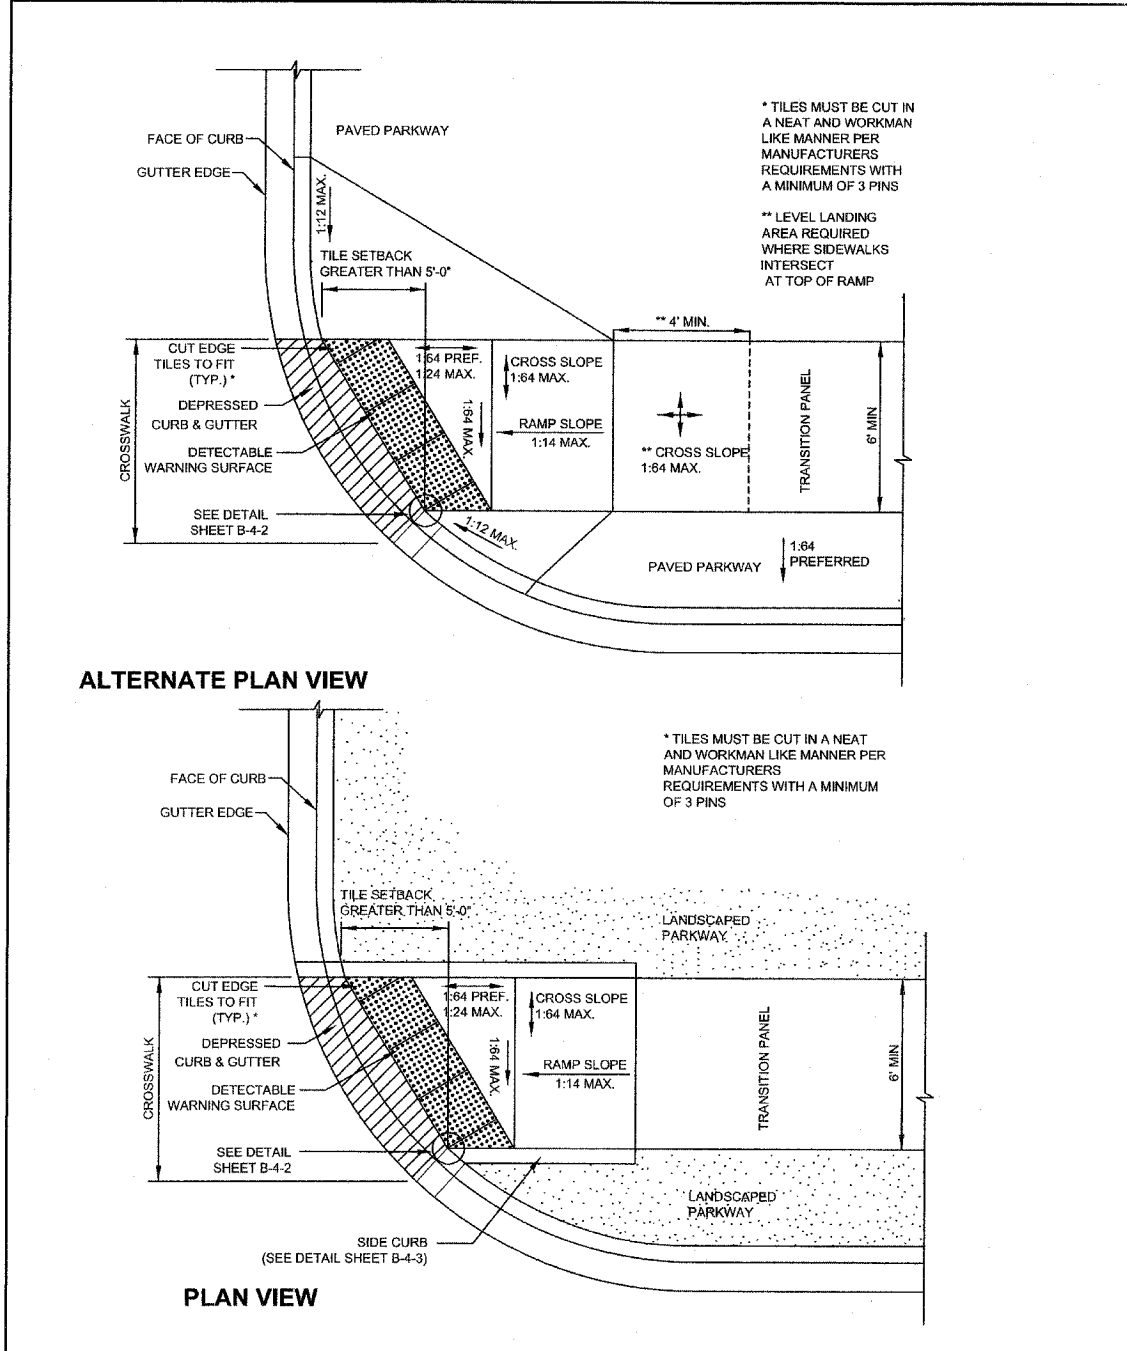 PAVED PARKWAY
FACE OF CURB
GUTTER EDGE
1:12 MAX.
* TILES MUST BE CUT IN
A NEAT AND WORKMAN
LIKE MANNER PER
MANUFACTURERS
REQUIREMENTS WITH
A MINIMUM OF 3 PINS
** LEVEL LANDING
AREA REQUIRED
WHERE SIDEWALKS
INTERSECT
AT TOP OF RAMP
TILE SETBACK
GREATER THAN 5'-0"
** 4' MIN.
CUT EDGE
TILES TO FIT
(TYP.) *
DEPRESSED
CURB & GUTTER
DETECTABLE
WARNING SURFACE
CROSSWALK
SEE DETAIL
SHEET B-4-2
1:64 PREF.
1:24 MAX.
1:64 MAX.
CROSS SLOPE
1:64 MAX.
RAMP SLOPE
1:14 MAX.
** CROSS SLOPE
1:64 MAX.
TRANSITION PANEL
6' MIN
1:12 MAX.
PAVED PARKWAY
1:64
PREFERRED
ALTERNATE PLAN VIEW
* TILES MUST BE CUT IN A NEAT
AND WORKMAN LIKE MANNER PER
MANUFACTURERS
REQUIREMENTS WITH A MINIMUM
OF 3 PINS
FACE OF CURB
GUTTER EDGE
TILE SETBACK
GREATER THAN 5'-0"
LANDSCAPED
PARKWAY
CUT EDGE
TILES TO FIT
(TYP.) *
DEPRESSED
CURB & GUTTER
DETECTABLE
WARNING SURFACE
CROSSWALK
SEE DETAIL
SHEET B-4-2
1:64 PREF.
1:24 MAX.
1:64 MAX.
CROSS SLOPE
1:64 MAX.
RAMP SLOPE
1:14 MAX.
TRANSITION PANEL
6' MIN
LANDSCAPED
PARKWAY
SIDE CURB
(SEE DETAIL SHEET B-4-3)
PLAN VIEW